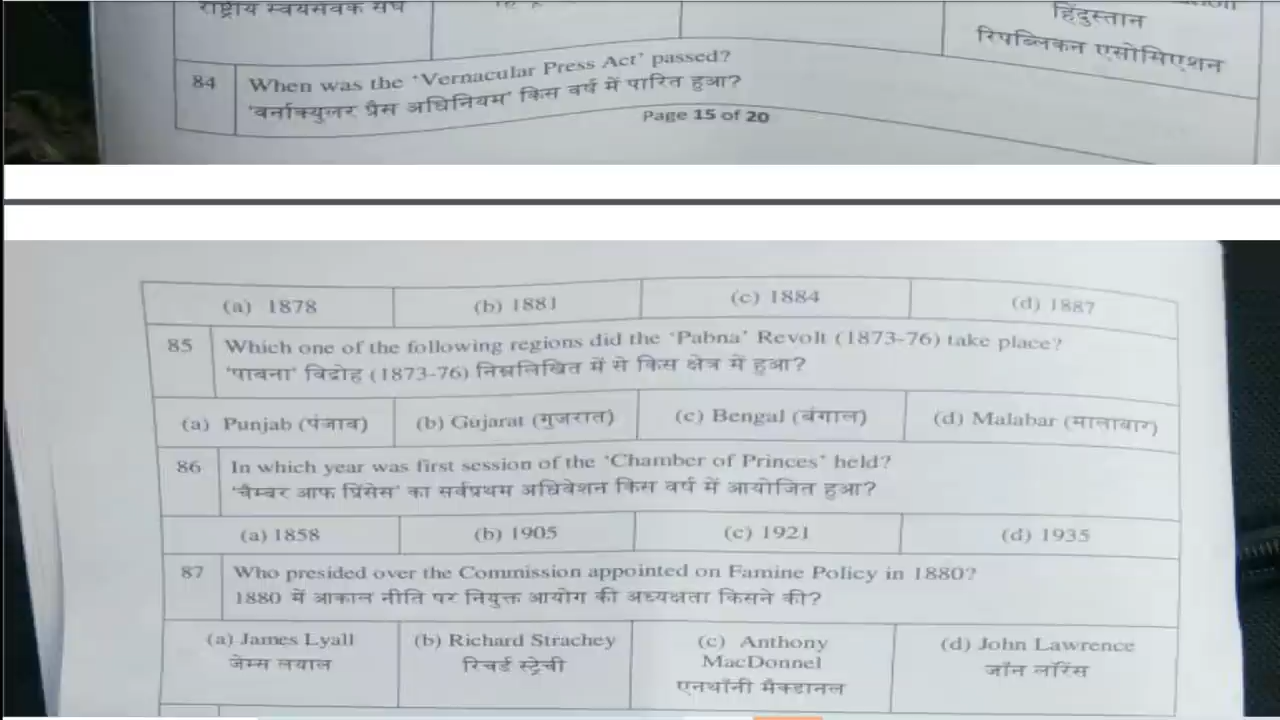 राष्ट्रीय स्वयंसेवक संघ
हिंदुस्तान
रिपब्लिकन एसोसिएशन
84 When was the 'Vernacular Press Act' passed?
'वर्नाक्युलर प्रैस अधिनियम' किस वर्ष में पारित हुआ?
Page 15 of 20
(a) 1878 (b) 1881 (c) 1884 (d) 1887
85 Which one of the following regions did the 'Pabna' Revolt (1873-76) take place?
'पाबना' विद्रोह (1873-76) निम्नलिखित में से किस क्षेत्र में हुआ?
(a) Punjab (पंजाब) (b) Gujarat (गुजरात) (c) Bengal (बंगाल) (d) Malabar (मालाबार)
86 In which year was first session of the 'Chamber of Princes' held?
'चैम्बर आफ प्रिंसेस' का सर्वप्रथम अधिवेशन किस वर्ष में आयोजित हुआ?
(a) 1858 (b) 1905 (c) 1921 (d) 1935
87 Who presided over the Commission appointed on Famine Policy in 1880?
1880 में आकाल नीति पर नियुक्त आयोग की अध्यक्षता किसने की?
(a) James Lyall (b) Richard Strachey (c) Anthony (d) John Lawrence
MacDonnel
जेम्स लयाल रिचर्ड स्ट्रेची एनथॉनी मैक्डानल जॉन लॉरेंस